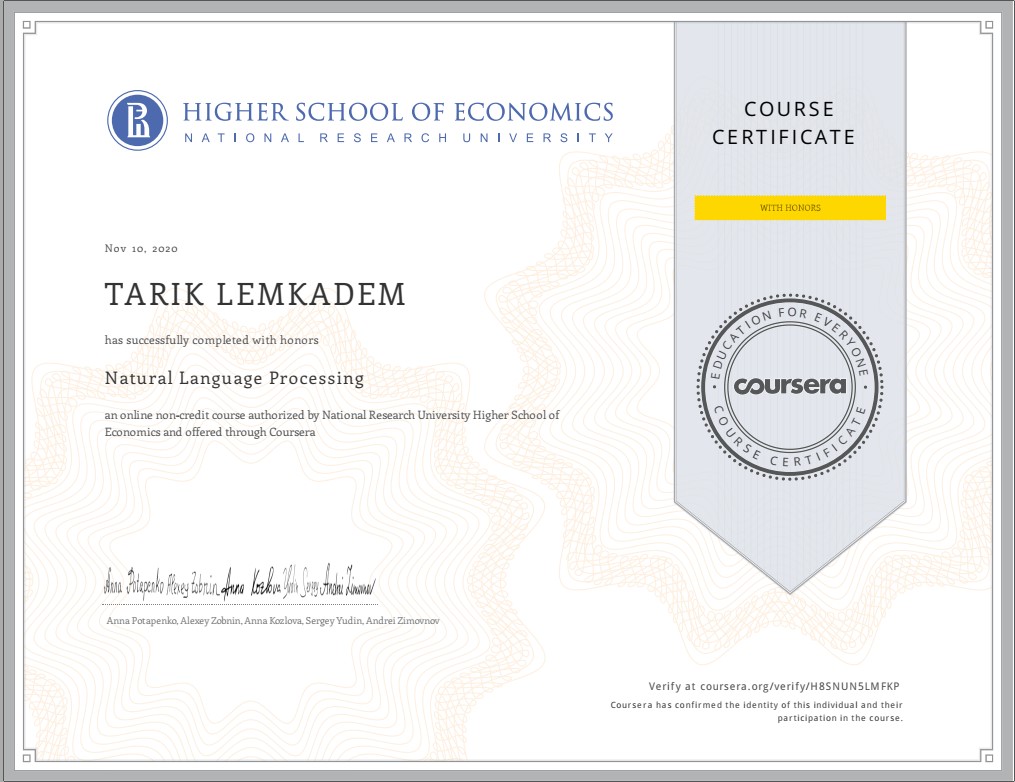 HIGHER SCHOOL OF ECONOMICS
NATIONAL RESEARCH UNIVERSITY
COURSE
CERTIFICATE
WITH HONORS
Nov 10, 2020
TARIK LEMKADEM
has successfully completed with honors
Natural Language Processing
an online non-credit course authorized by National Research University Higher School of
Economics and offered through Coursera
EDUCATION FOR EVERYONE
coursera
COURSE CERTIFICATE
Anna Potapenko Alexey Zobnin Anna Kozlova Yudin Sergey Andrei Zimovnov
Anna Potapenko, Alexey Zobnin, Anna Kozlova, Sergey Yudin, Andrei Zimovnov
Verify at coursera.org/verify/H8SNUN5LMFKP
Coursera has confirmed the identity of this individual and their
participation in the course.